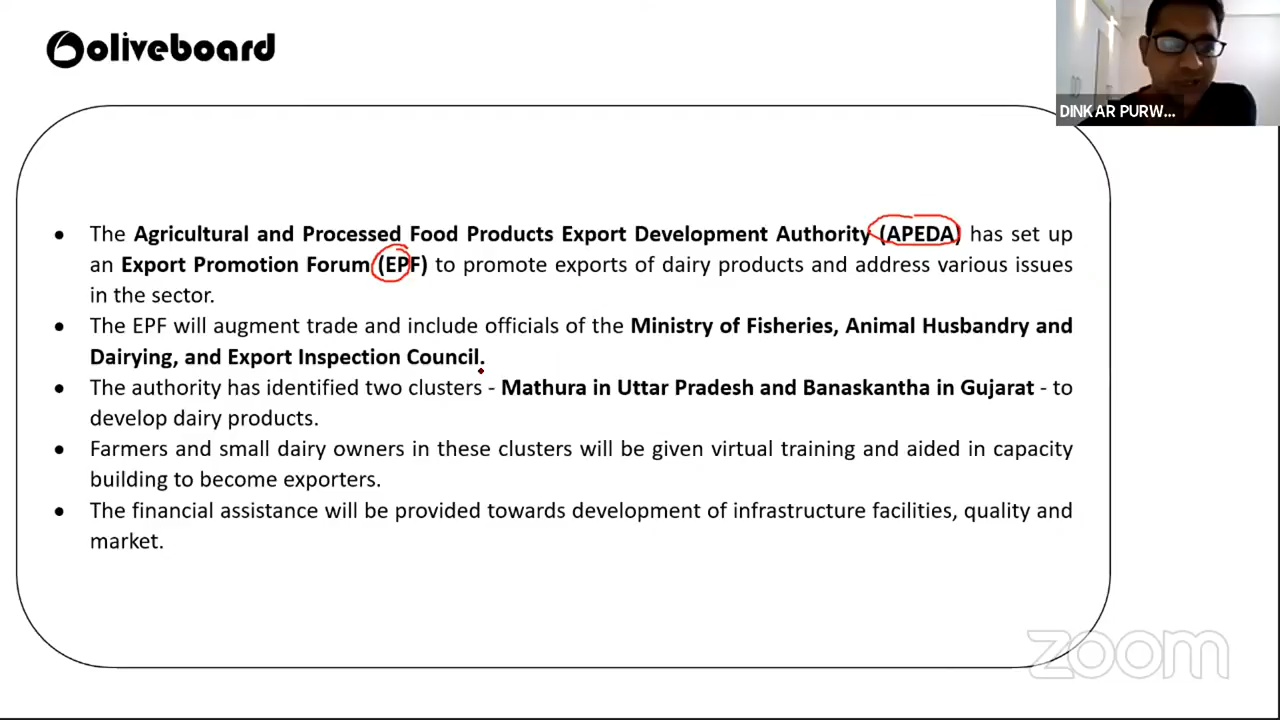 oliveboard
DINKAR PURW...
• The Agricultural and Processed Food Products Export Development Authority (APEDA) has set up
an Export Promotion Forum (EPF) to promote exports of dairy products and address various issues
in the sector.
• The EPF will augment trade and include officials of the Ministry of Fisheries, Animal Husbandry and
Dairying, and Export Inspection Council.
• The authority has identified two clusters - Mathura in Uttar Pradesh and Banaskantha in Gujarat - to
develop dairy products.
• Farmers and small dairy owners in these clusters will be given virtual training and aided in capacity
building to become exporters.
• The financial assistance will be provided towards development of infrastructure facilities, quality and
market.
zoom